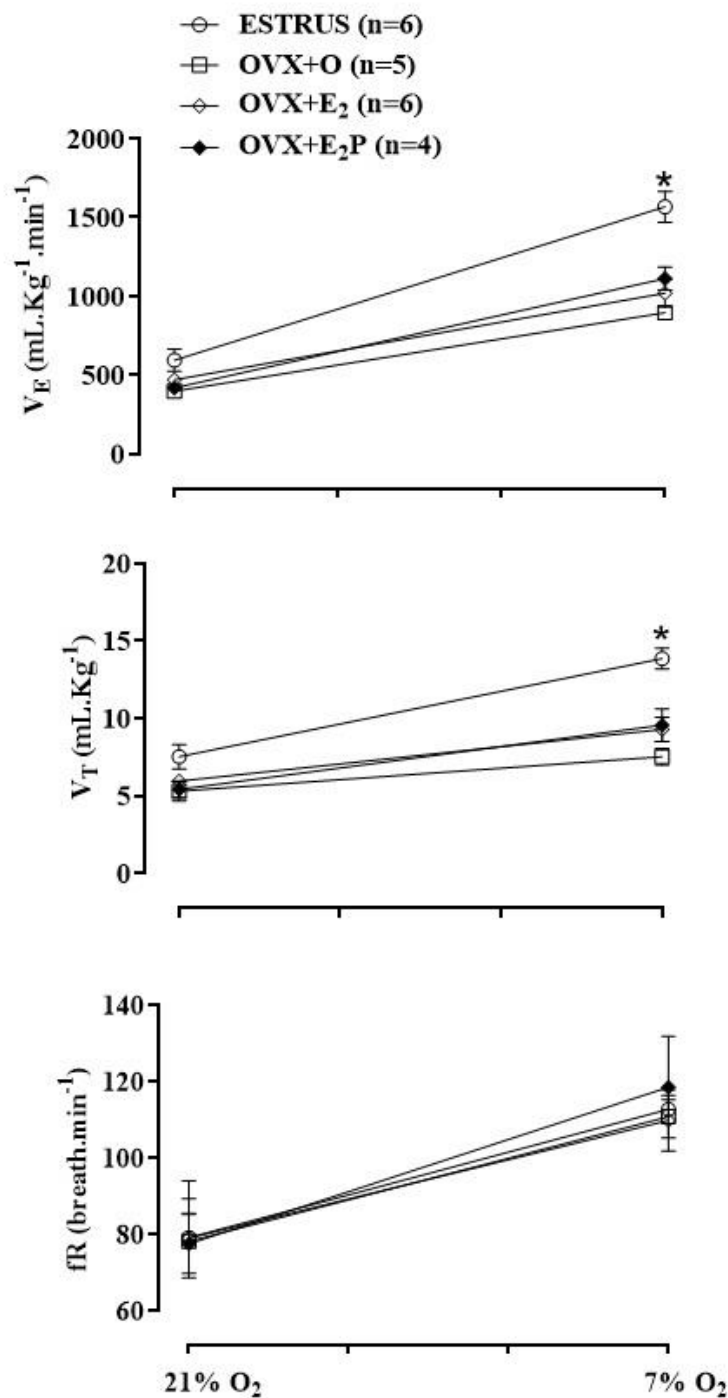 ESTRUS (n=6)
OVX+O (n=5)
OVX+E₂ (n=6)
OVX+E₂P (n=4)
2000
1500
1000
500
0
V_E (mL.Kg⁻¹.min⁻¹)
*
20
15
10
5
0
V_T (mL.Kg⁻¹)
*
140
120
100
80
60
fR (breath.min⁻¹)
21% O₂ 7% O₂